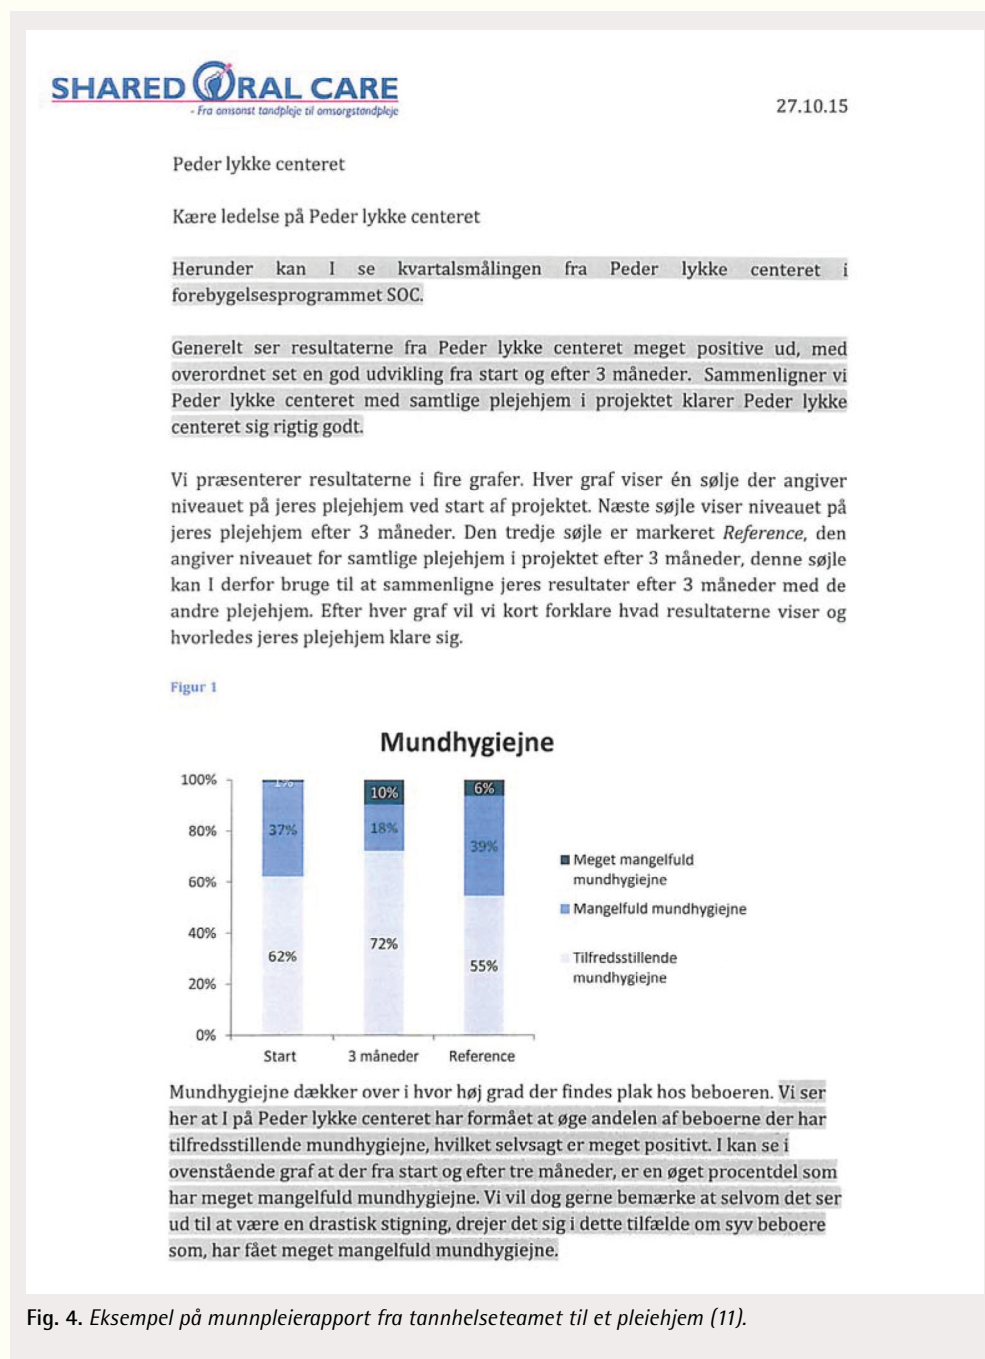 SHARED ORAL CARE
- Fra omsonst tandpleje til omsorgstandpleje
27.10.15
Peder lykke centeret
Kære ledelse på Peder lykke centeret
Herunder kan I se kvartalsmålingen fra Peder lykke centeret i
forebygelsesprogrammet SOC.
Generelt ser resultaterne fra Peder lykke centeret meget positive ud, med
overordnet set en god udvikling fra start og efter 3 måneder. Sammenligner vi
Peder lykke centeret med samtlige plejehjem i projektet klarer Peder lykke
centeret sig rigtig godt.
Vi præsenterer resultaterne i fire grafer. Hver graf viser én sølje der angiver
niveauet på jeres plejehjem ved start af projektet. Næste søjle viser niveauet på
jeres plejehjem efter 3 måneder. Den tredje søjle er markeret Reference, den
angiver niveauet for samtlige plejehjem i projektet efter 3 måneder, denne søjle
kan I derfor bruge til at sammenligne jeres resultater efter 3 måneder med de
andre plejehjem. Efter hver graf vil vi kort forklare hvad resultaterne viser og
hvorledes jeres plejehjem klare sig.
Figur 1
Mundhygiejne
100%
80%
60%
40%
20%
0%
1%
37%
62%
10%
18%
72%
6%
39%
55%
Start
3 måneder
Reference
Meget mangelfuld
mundhygiejne
Mangelfuld mundhygiejne
Tilfredsstillende
mundhygiejne
Mundhygiejne dækker over i hvor høj grad der findes plak hos beboeren. Vi ser
her at I på Peder lykke centeret har formået at øge andelen af beboerne der har
tilfredsstillende mundhygiejne, hvilket selvsagt er meget positivt. I kan se i
ovenstående graf at der fra start og efter tre måneder, er en øget procentdel som
har meget mangelfuld mundhygiejne. Vi vil dog gerne bemærke at selvom det ser
ud til at være en drastisk stigning, drejer det sig i dette tilfælde om syv beboere
som, har fået meget mangelfuld mundhygiejne.
Fig. 4. Eksempel på munnpleierapport fra tannhelseteamet til et pleiehjem (11).